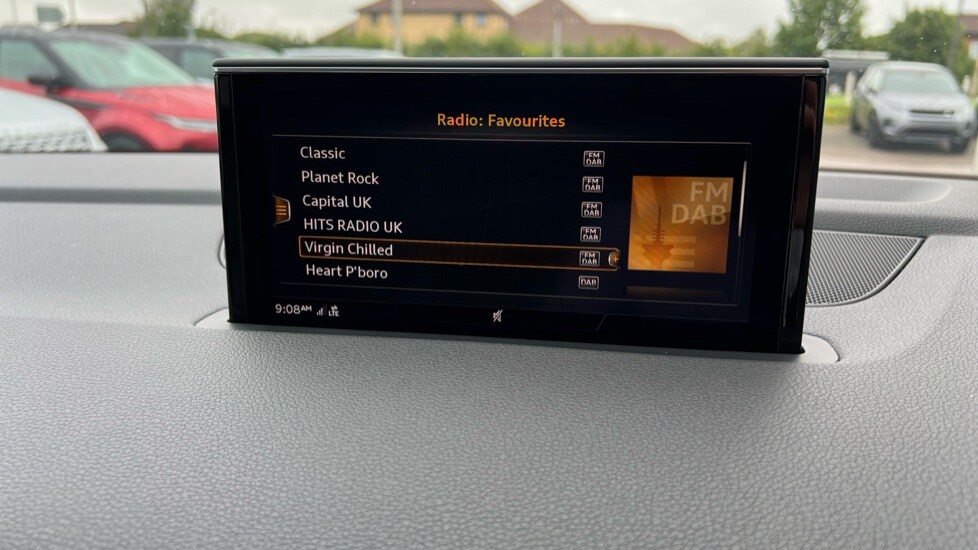 Radio: Favourites
Classic FM DAB
Planet Rock FM DAB
Capital UK FM DAB
HITS RADIO UK FM DAB
Virgin Chilled FM DAB
Heart P'boro DAB
FM
DAB
9:08AM LTE